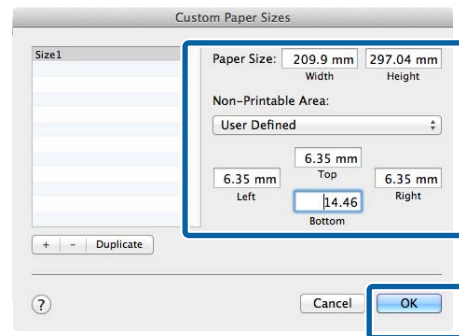 Custom Paper Sizes
Size1
Paper Size: 209.9 mm 297.04 mm
Width Height
Non-Printable Area:
User Defined
6.35 mm
Top
6.35 mm 6.35 mm
Left Right
14.46
Bottom
+ - Duplicate
? Cancel OK